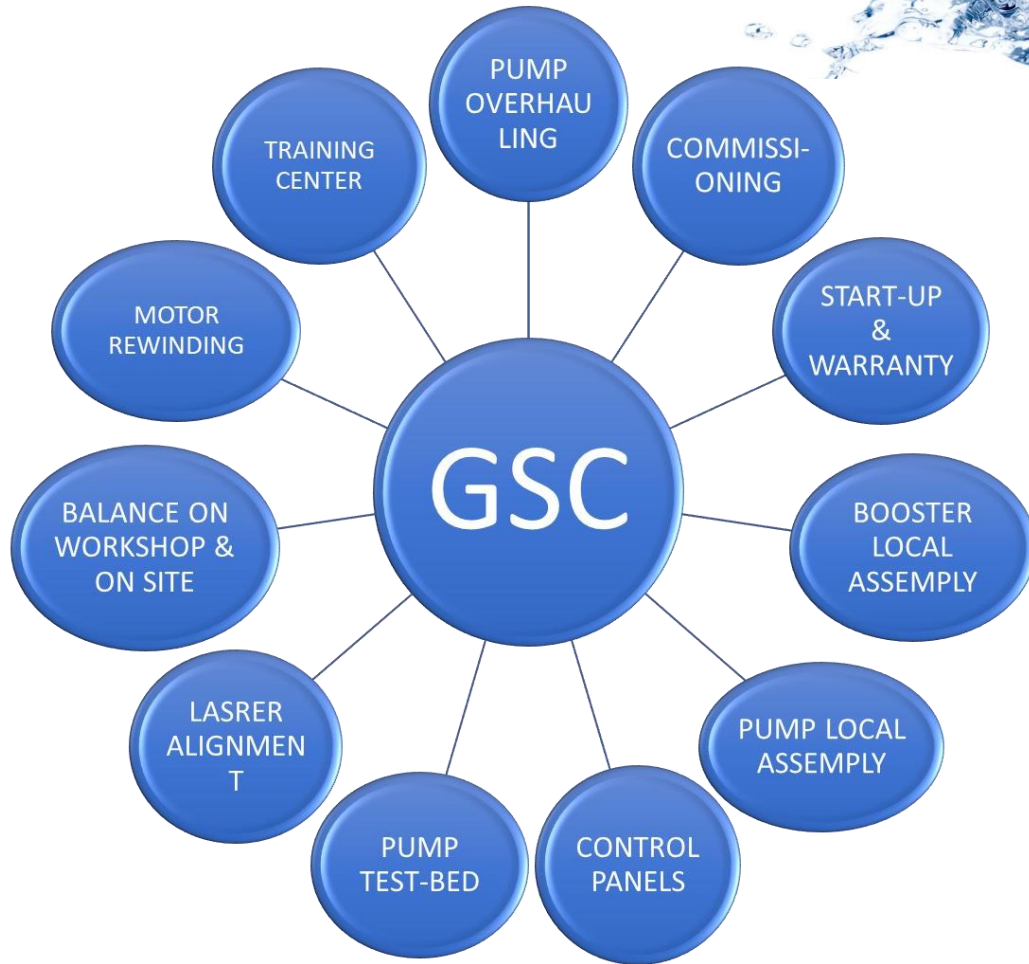 PUMP
OVERHAU
LING
COMMISSI-
ONING
START-UP
&
WARRANTY
BOOSTER
LOCAL
ASSEMPLY
PUMP LOCAL
ASSEMPLY
CONTROL
PANELS
PUMP
TEST-BED
LASRER
ALIGNMEN
T
BALANCE ON
WORKSHOP &
ON SITE
MOTOR
REWINDING
TRAINING
CENTER
GSC